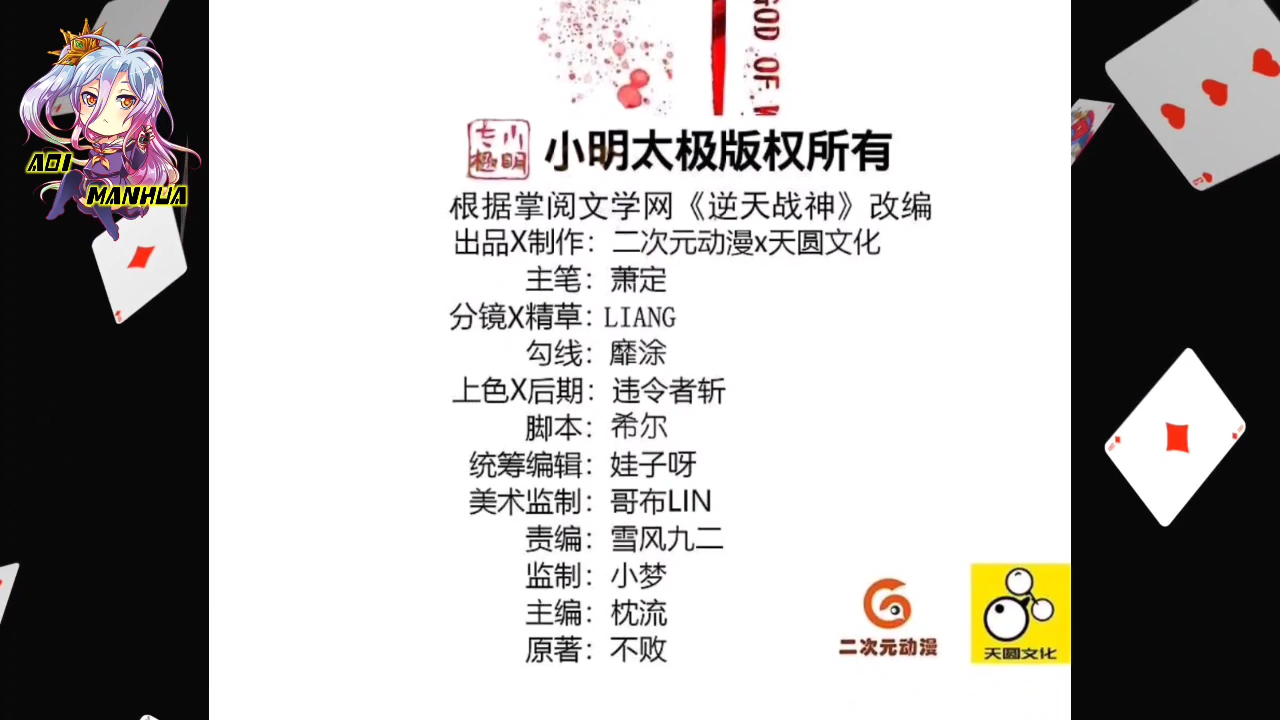 GOD OF
小明太极版权所有
根据掌阅文学网《逆天战神》改编
出品X制作：二次元动漫x天圆文化
主笔：萧定
分镜X精草：LIANG
勾线：靡涂
上色X后期：违令者斩
脚本：希尔
统筹编辑：娃子呀
美术监制：哥布LIN
责编：雪风九二
监制：小梦
主编：枕流
原著：不败
二次元动漫
天圆文化
AOI
MANHUA